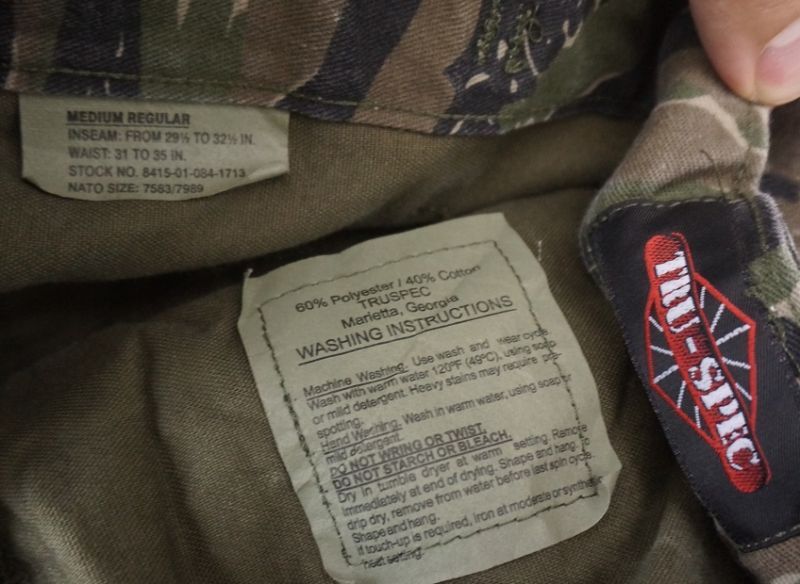 MEDIUM REGULAR
INSEAM: FROM 29½ TO 32½ IN.
WAIST: 31 TO 35 IN.
STOCK NO. 8415-01-084-1713
NATO SIZE: 7583/7989
60% Polyester / 40% Cotton
TRUSPEC
Marietta, Georgia
WASHING INSTRUCTIONS
Machine Washing. Use wash and wear cycle.
Wash with warm water 120ºF (49ºC), using soap
or mild detergent. Heavy stains may require pre-
spotting.
Hand Washing. Wash in warm water, using soap or
mild detergent.
DO NOT WRING OR TWIST.
DO NOT STARCH OR BLEACH.
Dry in tumble dryer at warm setting. Remove
immediately at end of drying. Shape and hang. To
drip dry, remove from water before last spin cycle.
Shape and hang.
If touch-up is required, Iron at moderate or synthetic
heat setting.
TRU-SPEC